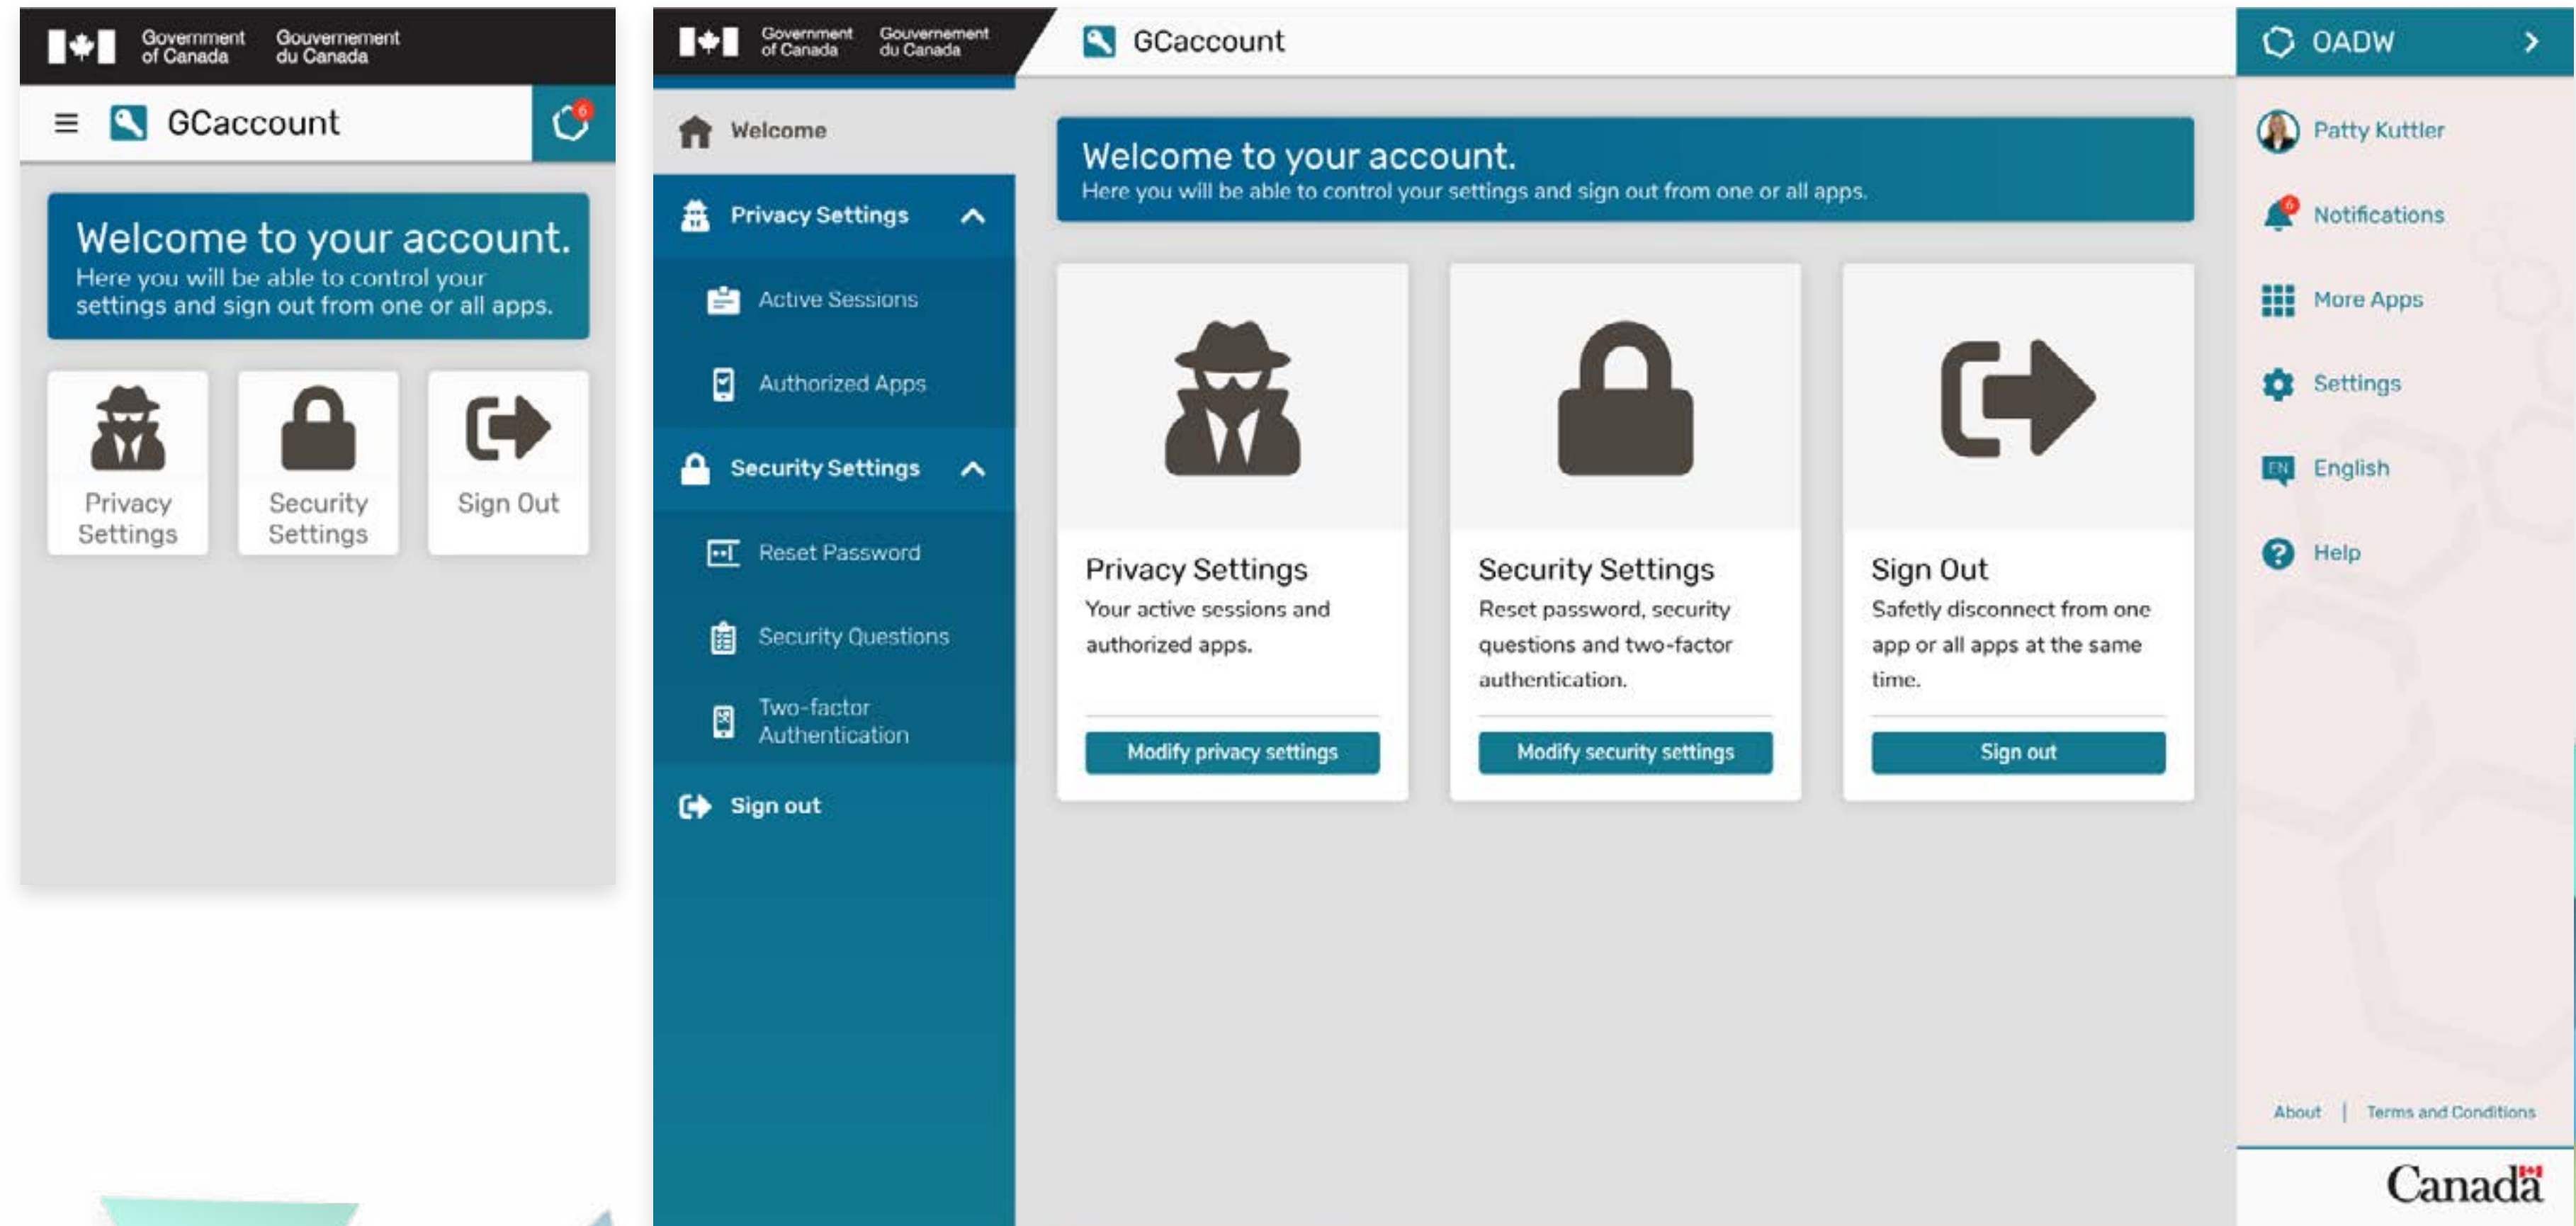 Government
of Canada
Gouvernement
du Canada
GCaccount
6
Welcome to your account.
Here you will be able to control your
settings and sign out from one or all apps.
Privacy
Settings
Security
Settings
Sign Out
Government
of Canada
Gouvernement
du Canada
GCaccount
Welcome
Privacy Settings
Active Sessions
Authorized Apps
Security Settings
Reset Password
Security Questions
Two-factor
Authentication
Sign out
Welcome to your account.
Here you will be able to control your settings and sign out from one or all apps.
Privacy Settings
Your active sessions and
authorized apps.
Modify privacy settings
Security Settings
Reset password, security
questions and two-factor
authentication.
Modify security settings
Sign Out
Safetly disconnect from one
app or all apps at the same
time.
Sign out
OADW
Patty Kuttler
6
Notifications
More Apps
Settings
EN
English
Help
About | Terms and Conditions
Canada